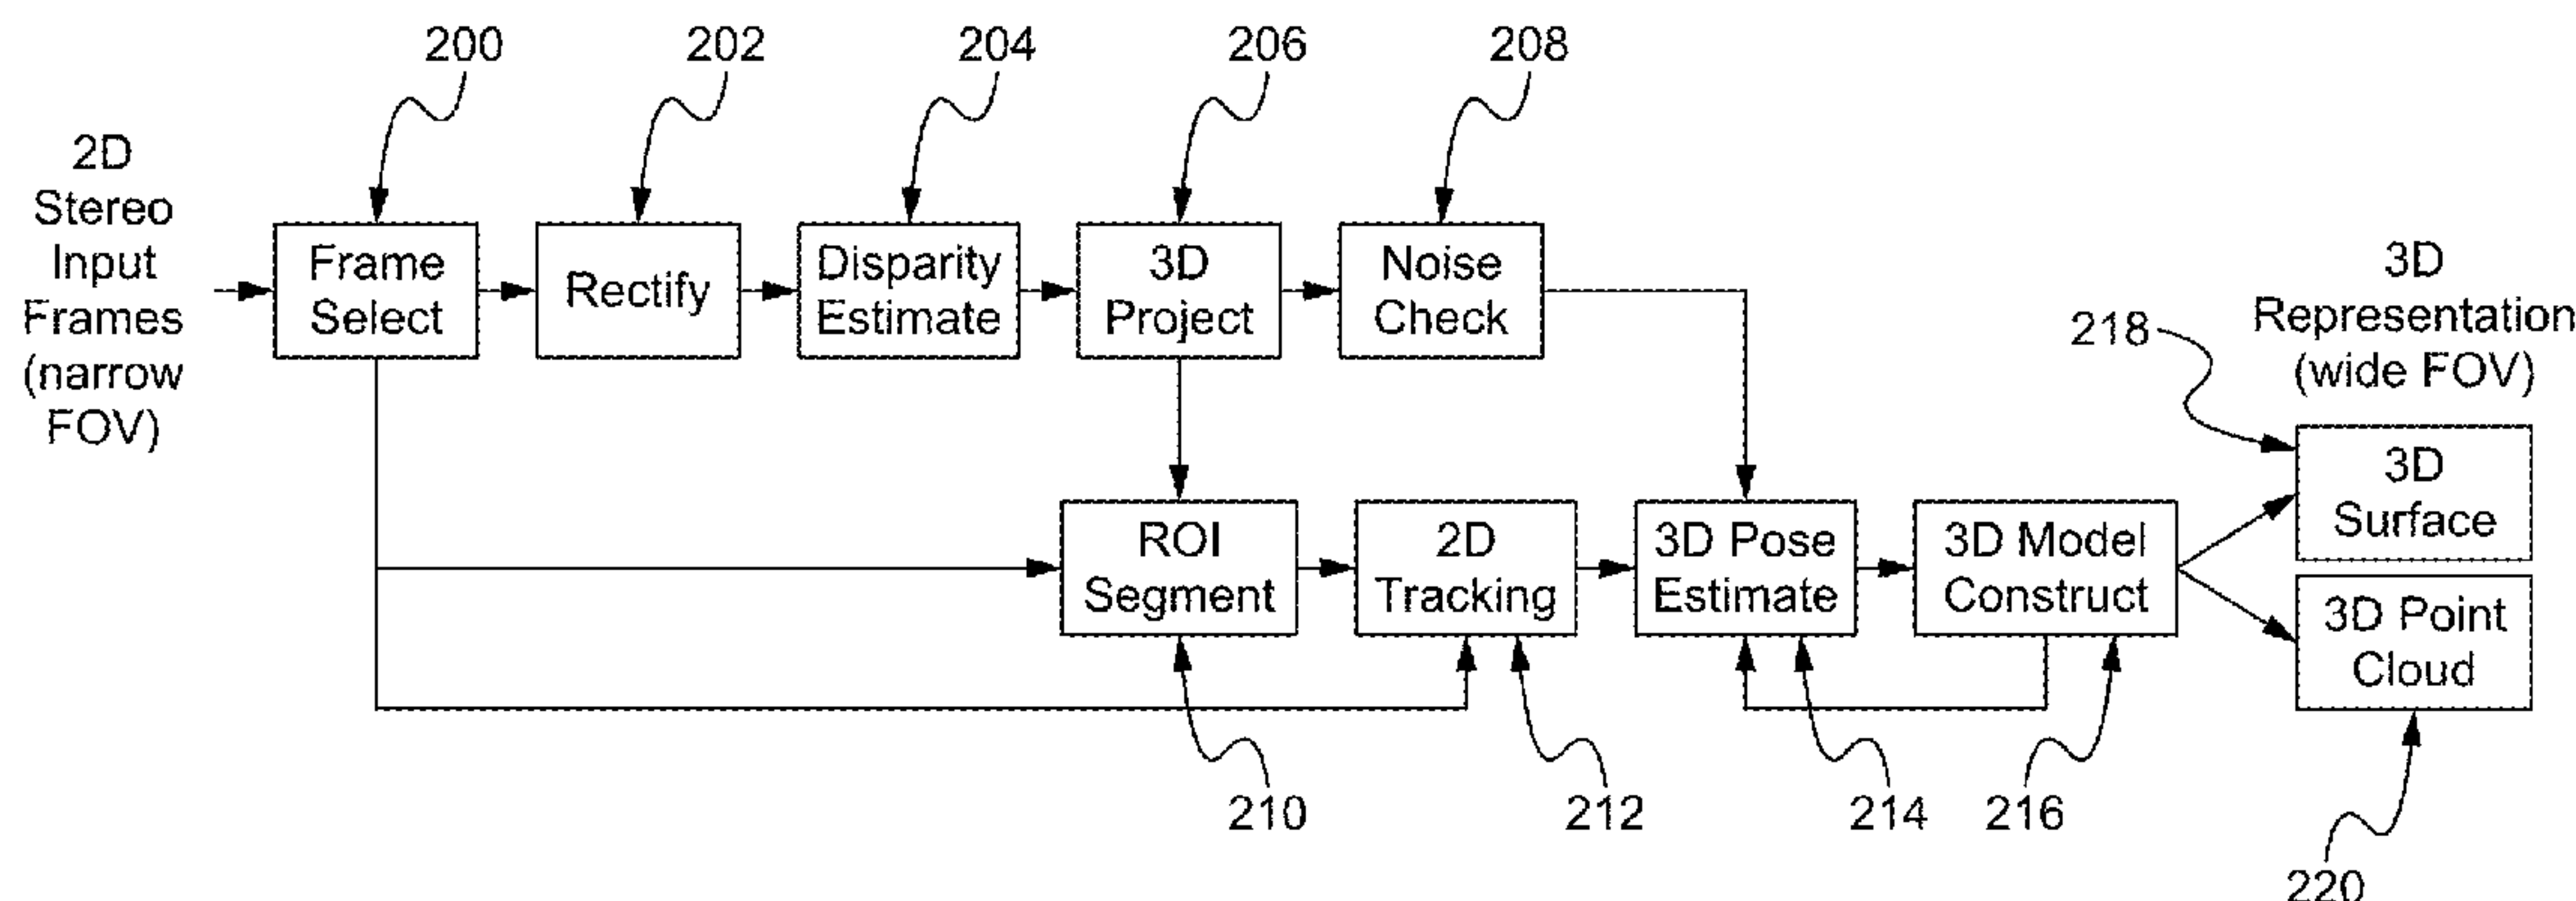 200
202
204
206
208
2D
Stereo
Input
Frames
(narrow
FOV)
Frame
Select
Rectify
Disparity
Estimate
3D
Project
Noise
Check
3D
Representation
(wide FOV)
218
3D
Surface
ROI
Segment
2D
Tracking
3D Pose
Estimate
3D Model
Construct
3D Point
Cloud
210
212
214
216
220